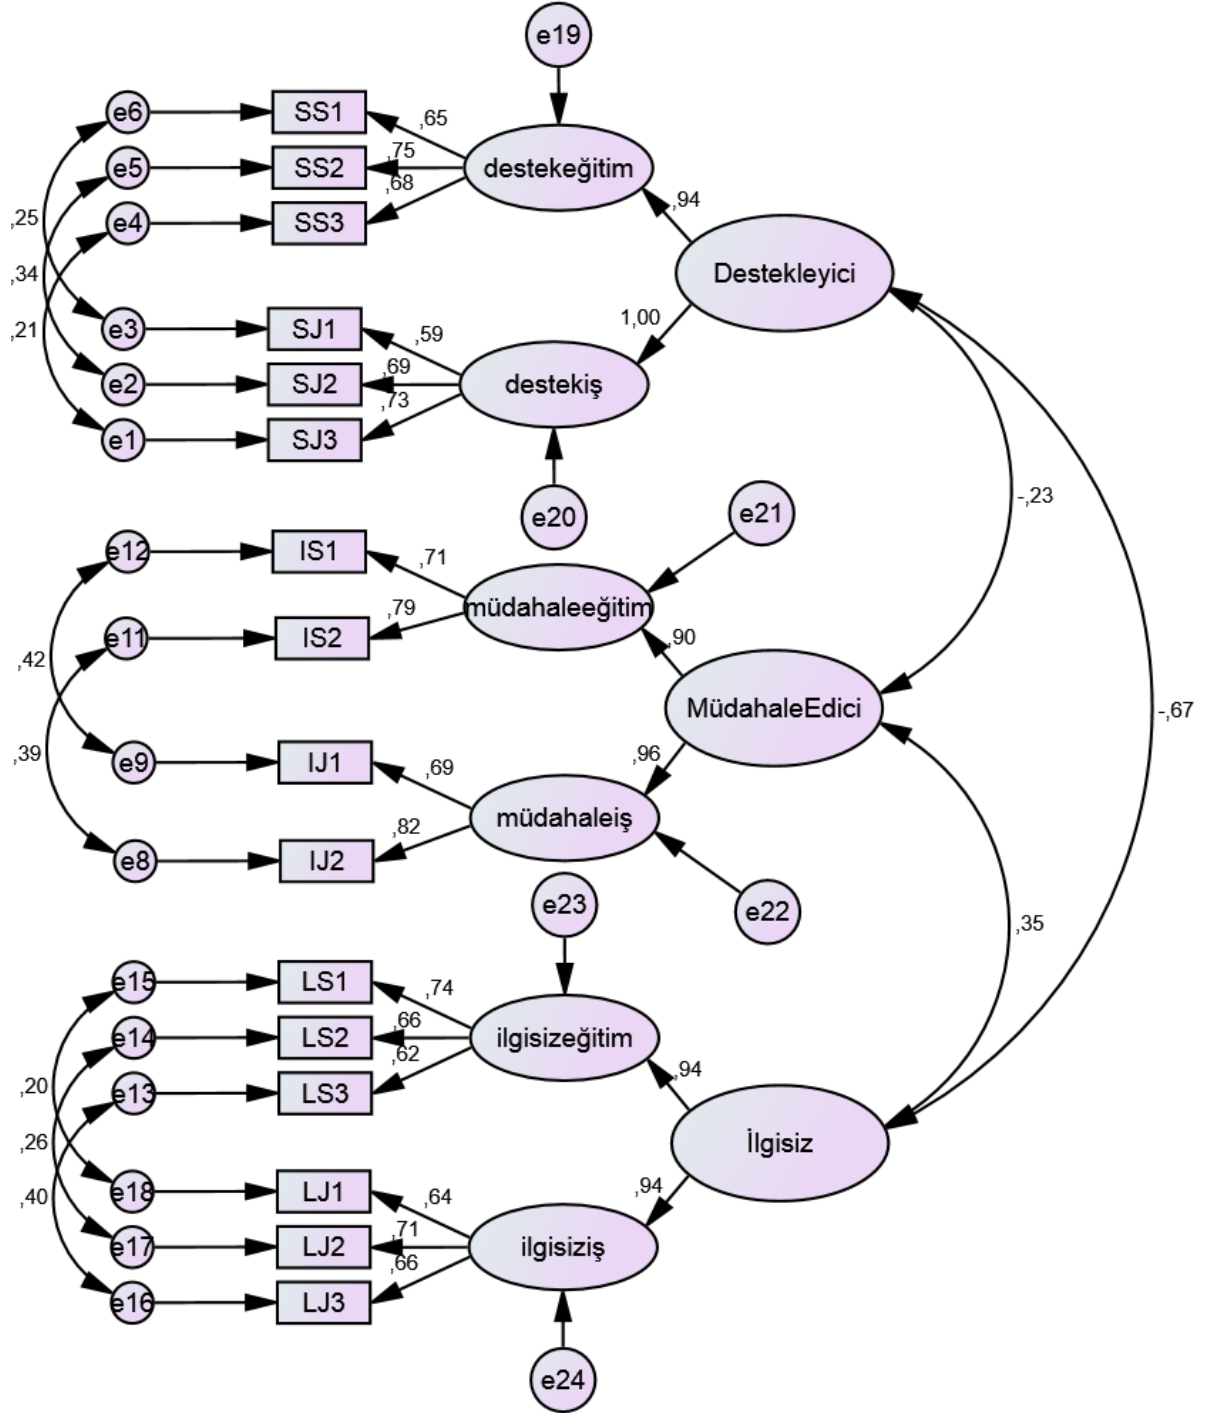 e19
e6
SS1
,65
e5
SS2
,75
destekeğitim
,68
e4
SS3
,94
,25
Destekleyici
,34
,21
1,00
e3
SJ1
,59
e2
SJ2
,69
destekiş
,73
e1
SJ3
-,23
e20
e21
e12
IS1
,71
müdahaleeğitim
,79
e11
IS2
,90
,42
MüdahaleEdici
-,67
,39
,96
e9
IJ1
,69
müdahaleiş
,82
e8
IJ2
e23
e22
,35
e15
LS1
,74
e14
LS2
,66
ilgisizeğitim
,62
e13
LS3
,94
,20
,26
İlgisiz
,40
,94
e18
LJ1
,64
e17
LJ2
,71
ilgisiziş
,66
e16
LJ3
e24